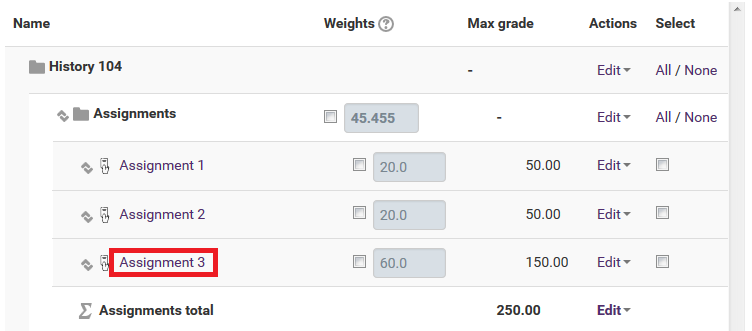 Name Weights ? Max grade Actions Select
History 104 - Edit All / None
Assignments 45.455 - Edit All / None
Assignment 1 20.0 50.00 Edit
Assignment 2 20.0 50.00 Edit
Assignment 3 60.0 150.00 Edit
Σ Assignments total 250.00 Edit